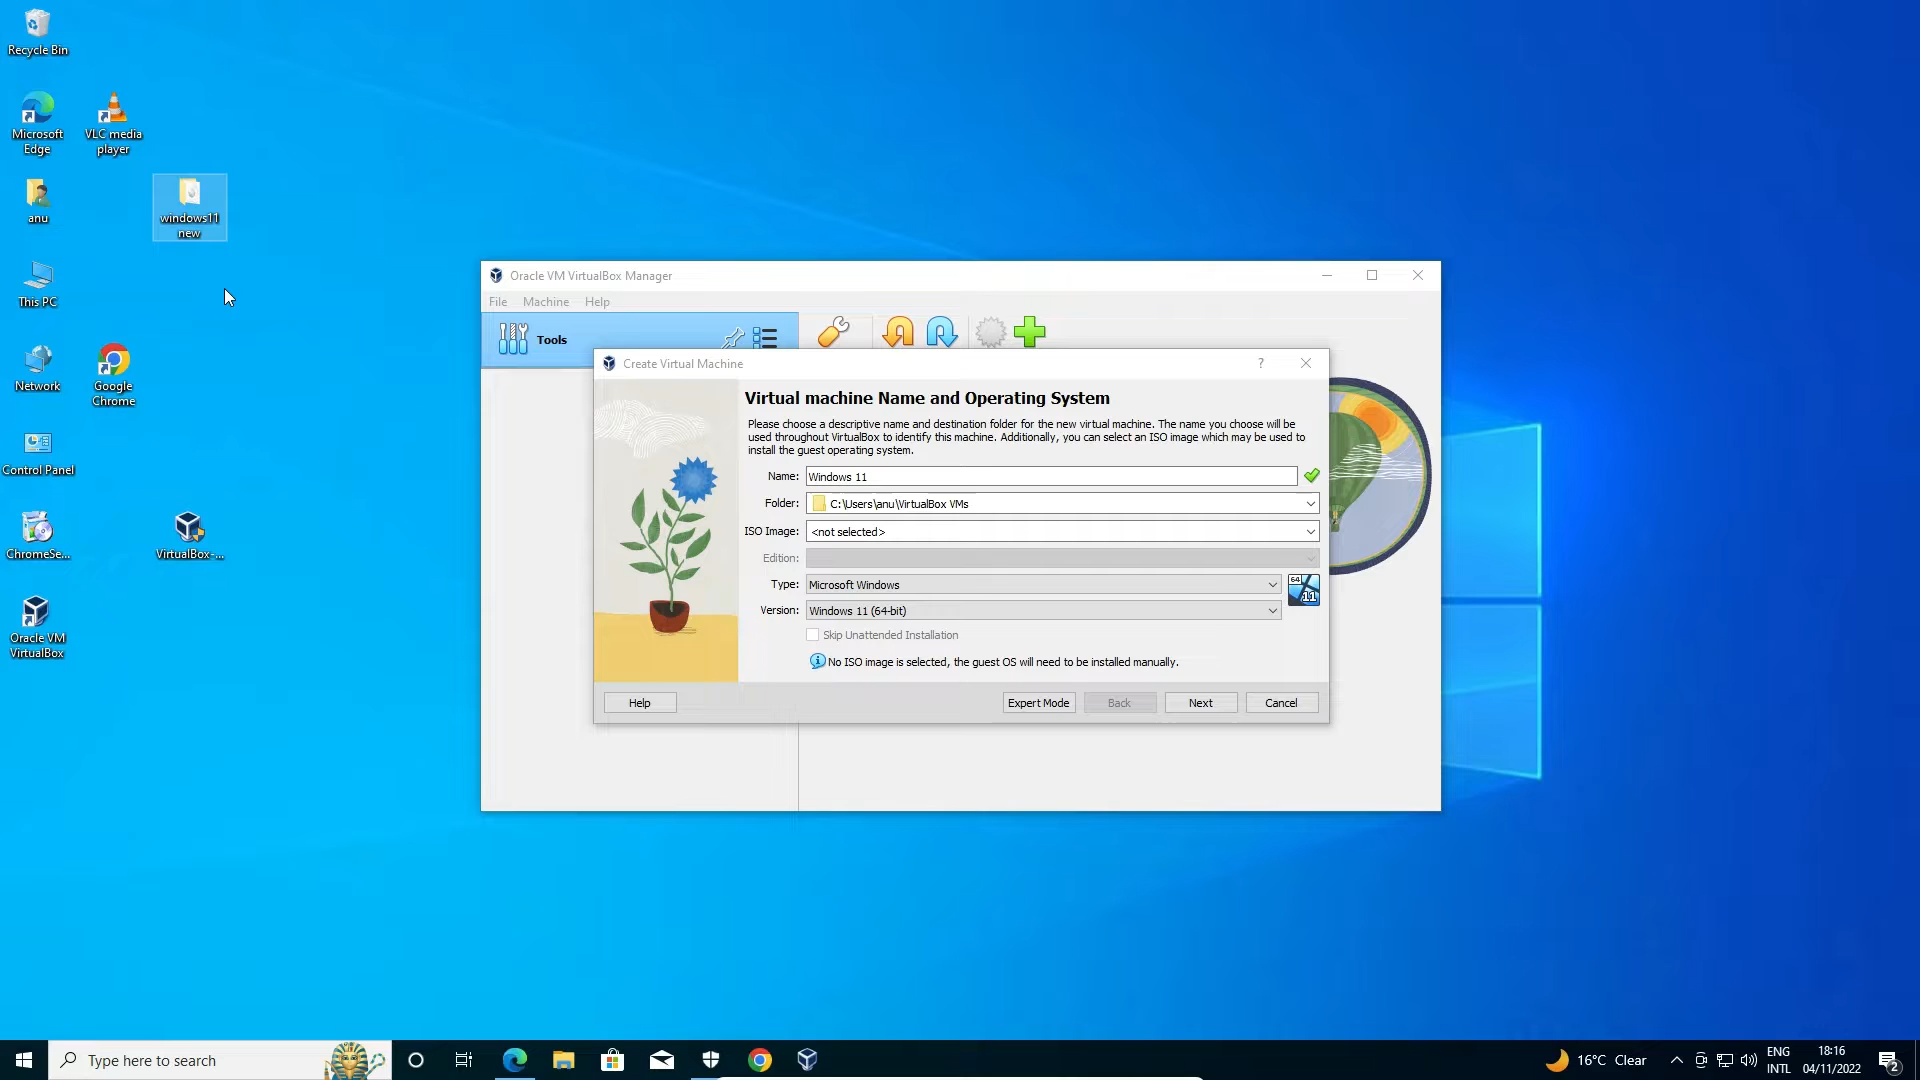 Recycle Bin
Microsoft
Edge
VLC media
player
anu
windows11
new
This PC
Network
Google
Chrome
Control Panel
ChromeSe...
VirtualBox-...
Oracle VM
VirtualBox
Oracle VM VirtualBox Manager
File Machine Help
Tools
Create Virtual Machine
?
Virtual machine Name and Operating System
Please choose a descriptive name and destination folder for the new virtual machine. The name you choose will be
used throughout VirtualBox to identify this machine. Additionally, you can select an ISO image which may be used to
install the guest operating system.
Name: Windows 11
Folder: C:\Users\anu\VirtualBox VMs
ISO Image: <not selected>
Edition:
Type: Microsoft Windows
64
11
Version: Windows 11 (64-bit)
Skip Unattended Installation
No ISO image is selected, the guest OS will need to be installed manually.
Help Expert Mode Back Next Cancel
Type here to search
16°C Clear
ENG
INTL
18:16
04/11/2022
2